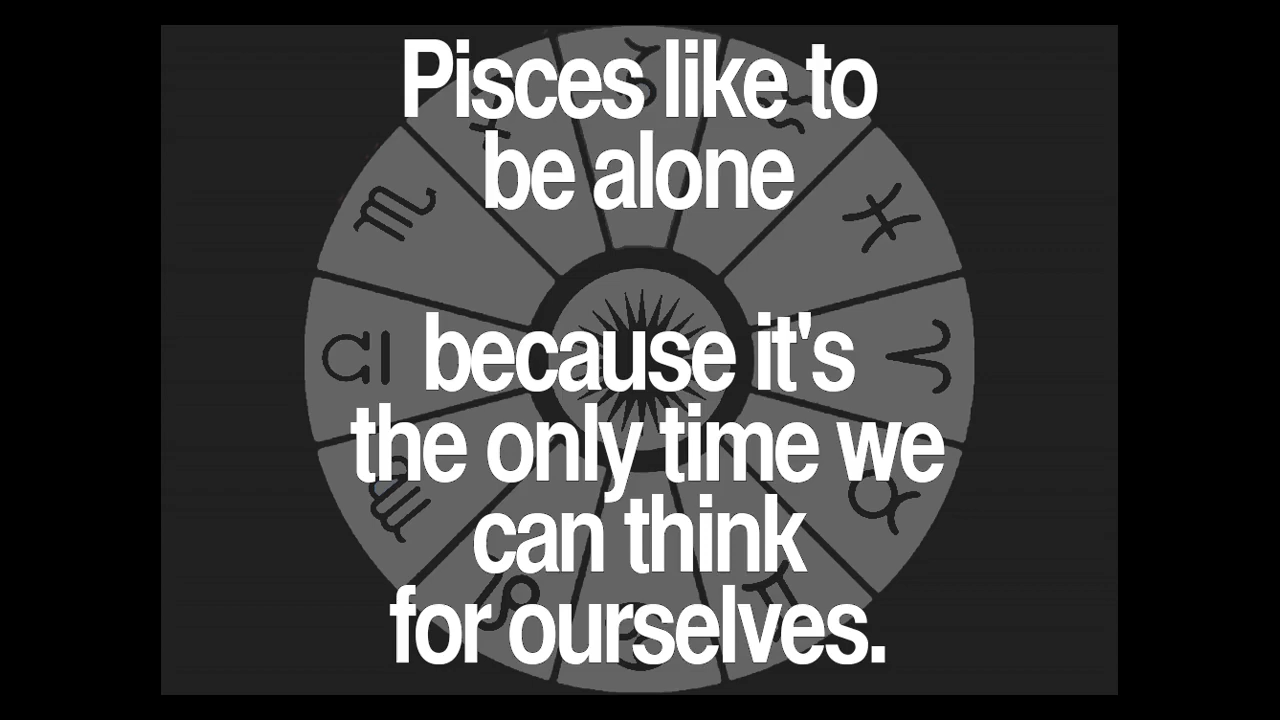 Pisces like to
be alone
because it's
the only time we
can think
for ourselves.